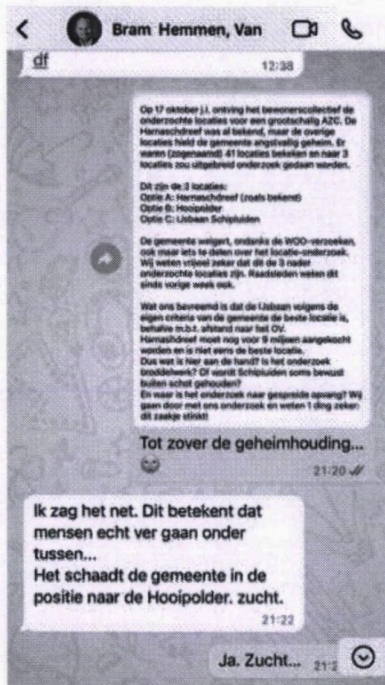 Bram Hemmen, Van
df
12:38
Op 17 oktober j.l. ontving het bewonerscollectief de
onderzochte locaties voor een grootschalig AZC. De
Harnaschdreef was al bekend, maar de overige
locaties hield de gemeente angstvallig geheim. Er
waren (zogenaamd) 41 locaties bekeken en naar 3
locaties zou uitgebreid onderzoek gedaan worden.
Dit zijn de 3 locaties:
Optie A: Harnaschdreef (zoals bekend)
Optie B: Hooipolder
Optie C: IJsbaan Schipluiden
De gemeente weigert, ondanks de WOO-verzoeken,
ook maar iets te delen over het locatie-onderzoek.
Wij weten vrijwel zeker dat dit de 3 nader
onderzochte locaties zijn. Raadsleden weten dit
sinds vorige week ook.
Wat ons bevreemd is dat de IJsbaan volgens de
eigen criteria van de gemeente de beste locatie is,
behalve m.b.t. afstand naar het OV.
Harnashdreef moet nog voor 9 miljoen aangekocht
worden en is niet eens de beste locatie.
Dus wat is hier aan de hand? Is het onderzoek
broddelwerk? Of wordt Schipluiden soms bewust
buiten schot gehouden?
En waar is het onderzoek naar gespreide opvang? Wij
gaan door met ons onderzoek en weten 1 ding zeker:
dit zaakje stinkt!
Tot zover de geheimhouding...
21:20
Ik zag het net. Dit betekent dat
mensen echt ver gaan onder
tussen...
Het schaadt de gemeente in de
positie naar de Hooipolder. zucht.
21:22
Ja. Zucht...